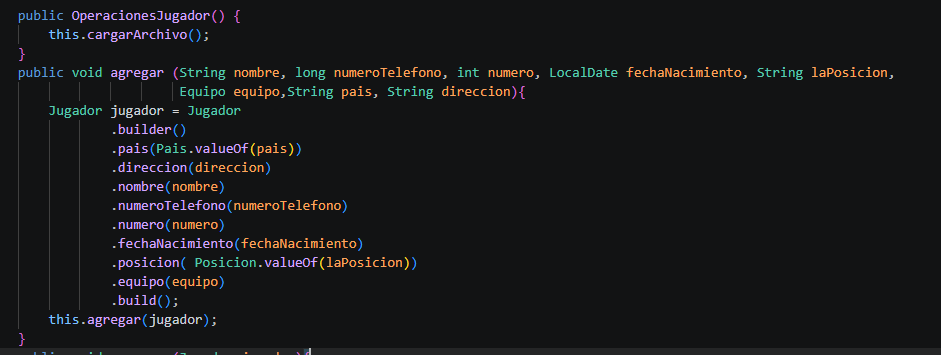 public OperacionesJugador() {
this.cargarArchivo();
}
public void agregar (String nombre, long numeroTelefono, int numero, LocalDate fechaNacimiento, String laPosicion,
Equipo equipo,String pais, String direccion){
Jugador jugador = Jugador
.builder()
.pais(Pais.valueOf(pais))
.direccion(direccion)
.nombre(nombre)
.numeroTelefono(numeroTelefono)
.numero(numero)
.fechaNacimiento(fechaNacimiento)
.posicion( Posicion.valueOf(laPosicion))
.equipo(equipo)
.build();
this.agregar(jugador);
}